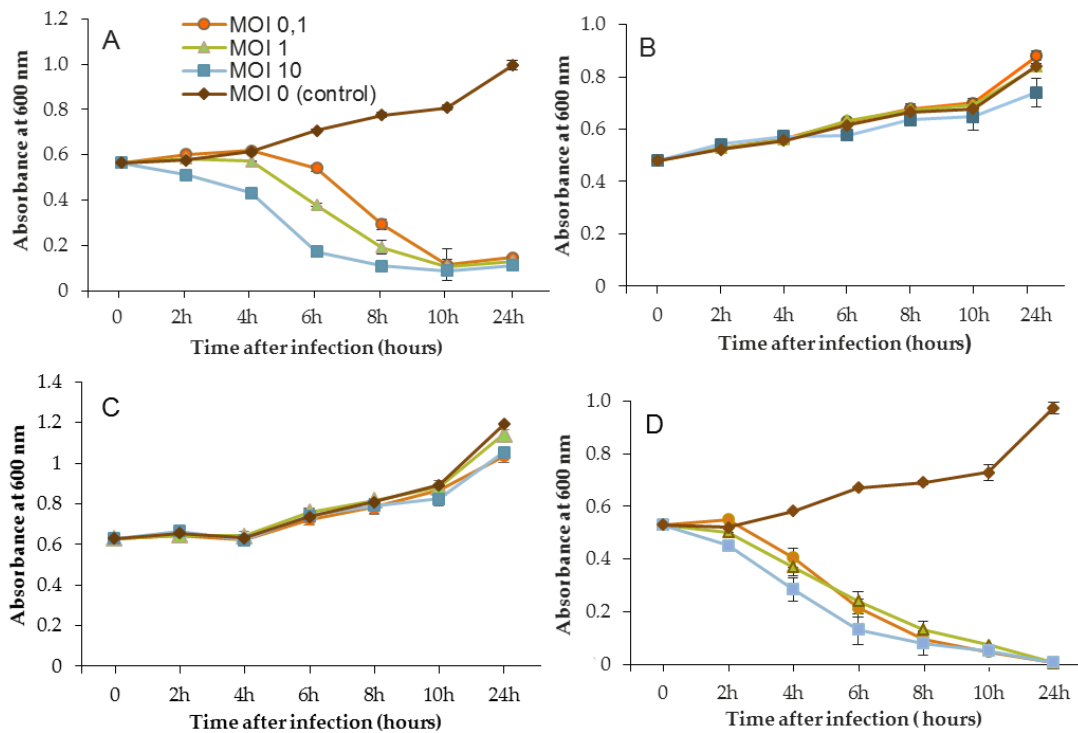 A
MOI 0,1
MOI 1
MOI 10
MOI 0 (control)
Absorbance at 600 nm
1.2
1.0
0.8
0.6
0.4
0.2
0
0 2h 4h 6h 8h 10h 24h
Time after infection (hours)
B
Absorbance at 600 nm
1.0
0.8
0.6
0.4
0.2
0
0 2h 4h 6h 8h 10h 24h
Time after infection (hours)
C
Absorbance at 600 nm
1.4
1.2
1
0.8
0.6
0.4
0.2
0
0 2h 4h 6h 8h 10h 24h
Time after infection (hours)
D
Absorbance at 600 nm
1.0
0.8
0.6
0.4
0.2
0
0 2h 4h 6h 8h 10h 24h
Time after infection ( hours)